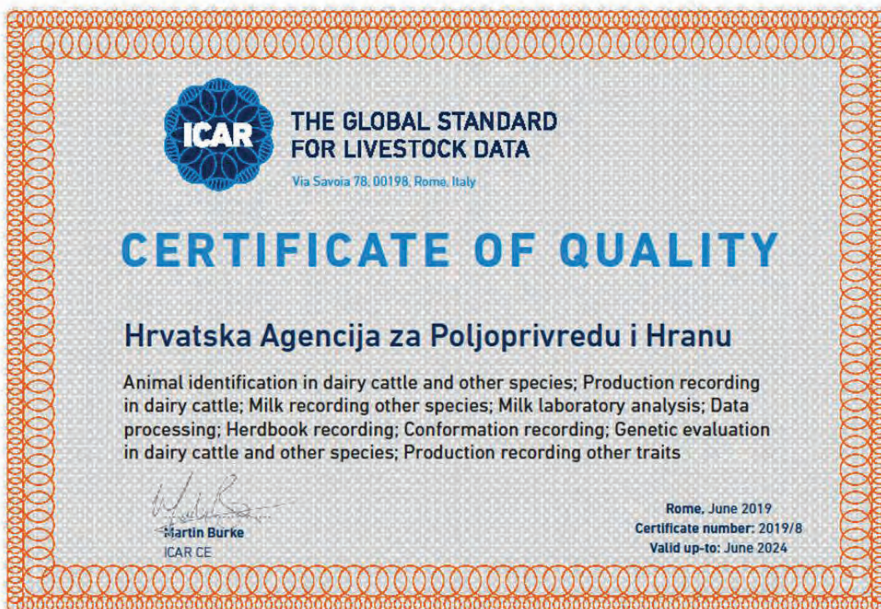 ICAR
THE GLOBAL STANDARD
FOR LIVESTOCK DATA
Via Savoia 78, 00198, Rome, Italy
CERTIFICATE OF QUALITY
Hrvatska Agencija za Poljoprivredu i Hranu
Animal identification in dairy cattle and other species; Production recording
in dairy cattle; Milk recording other species; Milk laboratory analysis; Data
processing; Herdbook recording; Conformation recording; Genetic evaluation
in dairy cattle and other species; Production recording other traits
Martin Burke
ICAR CE
Rome, June 2019
Certificate number: 2019/8
Valid up-to: June 2024